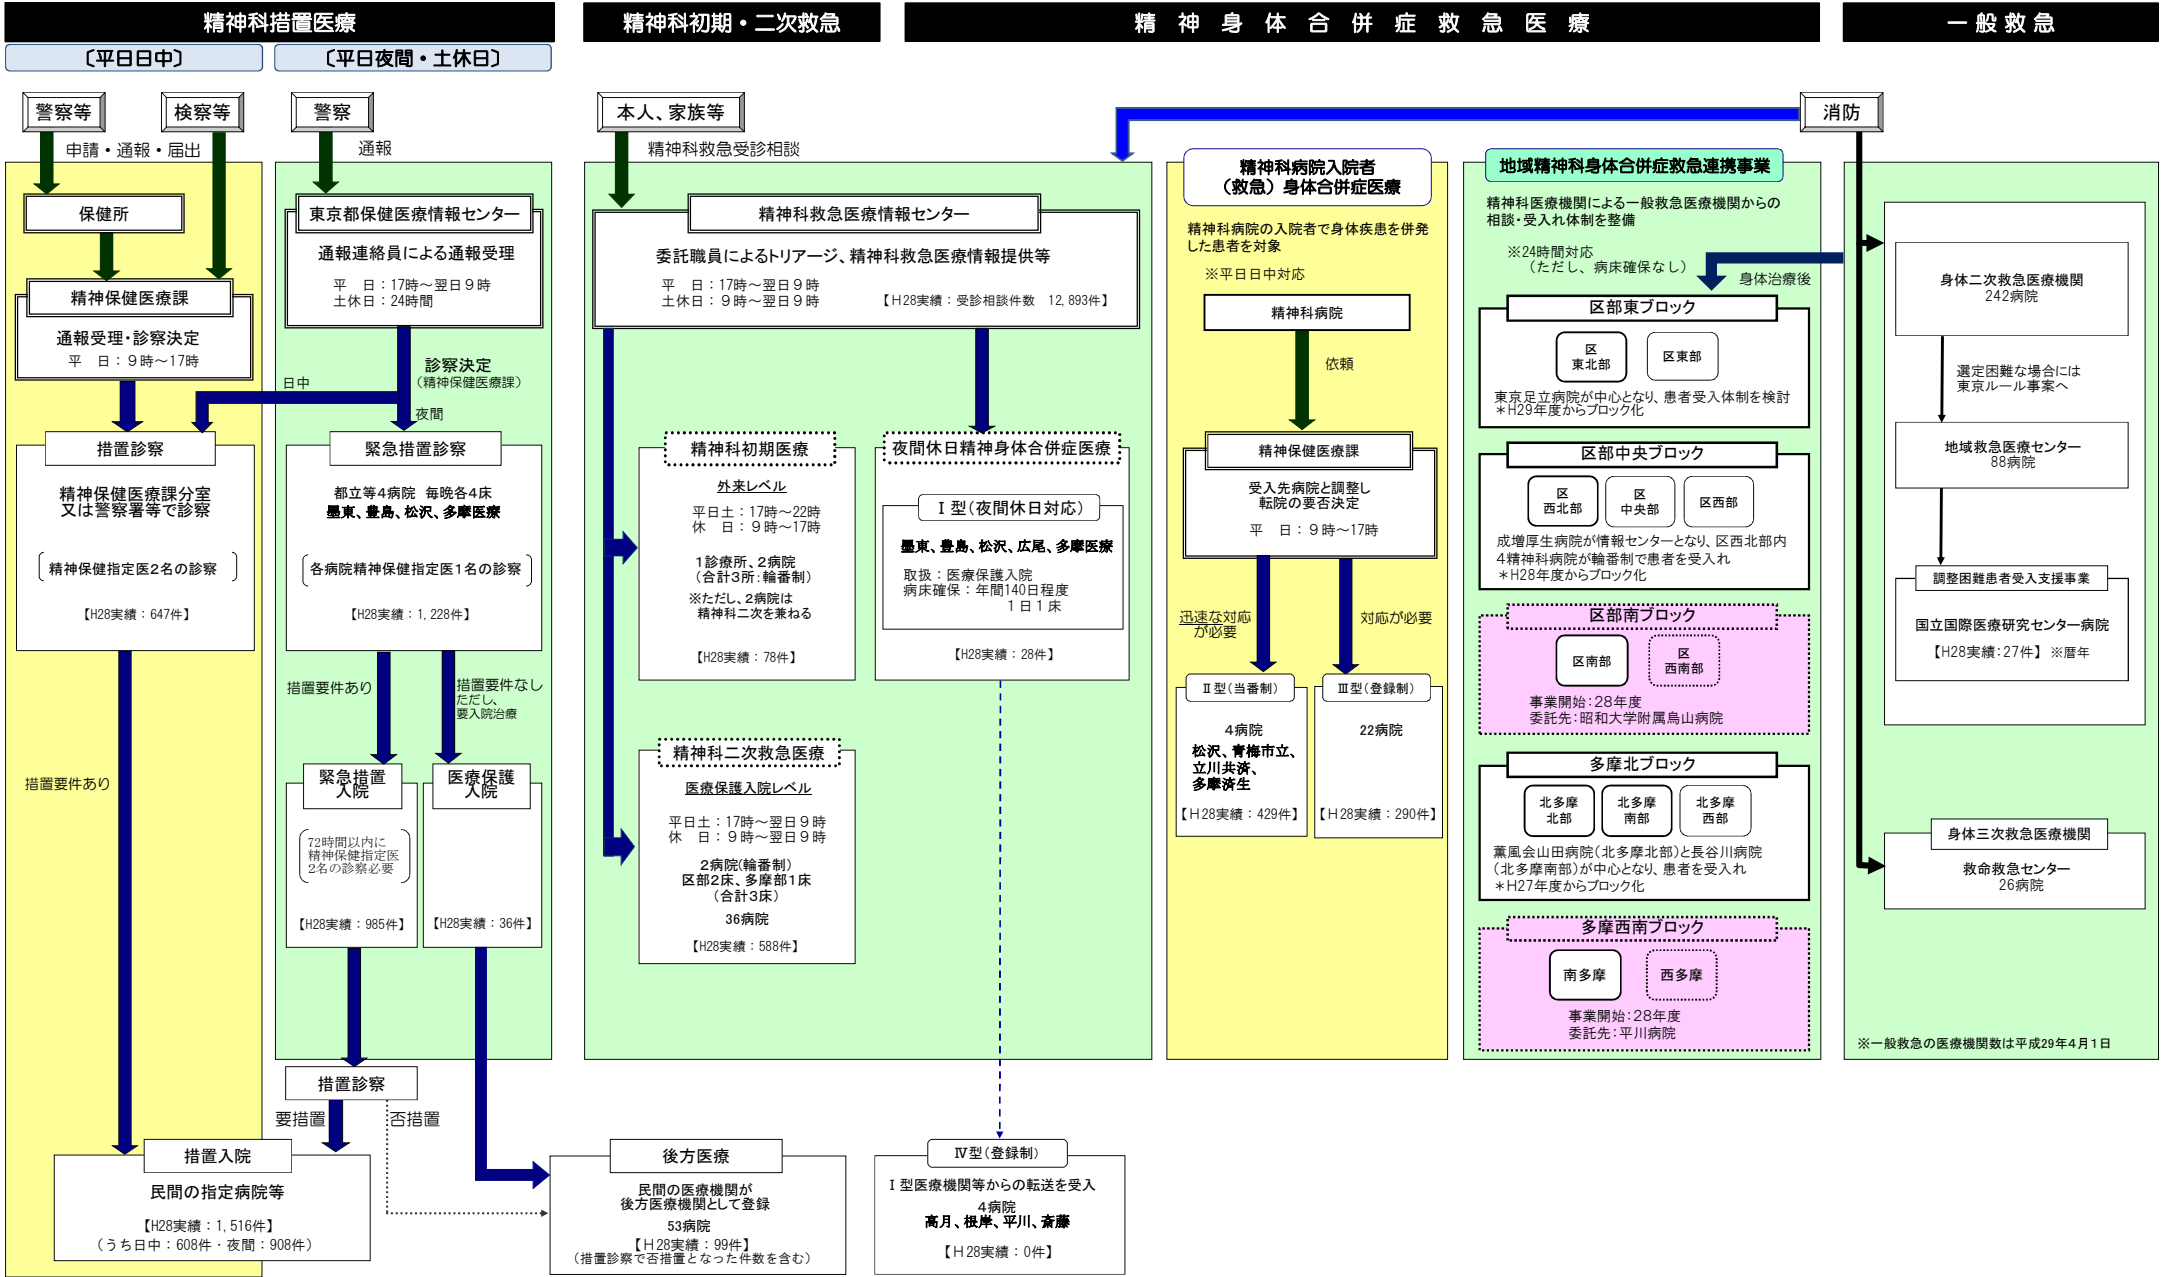 精神科措置医療
〔平日日中〕
〔平日夜間・土休日〕
警察等
検察等
申請・通報・届出
保健所
精神保健医療課
通報受理・診察決定
平　日：９時～17時
措置診察
精神保健医療課分室
又は警察署等で診察
精神保健指定医2名の診察
【H28実績：647件】
措置要件あり
警察
通報
東京都保健医療情報センター
通報連絡員による通報受理
平　日：17時～翌日９時
土休日：24時間
診察決定
（精神保健医療課）
日中
夜間
緊急措置診察
都立等4病院　毎晩各4床
墨東、豊島、松沢、多摩医療
各病院精神保健指定医1名の診察
【H28実績：1,228件】
措置要件あり
措置要件なし
ただし、
要入院治療
緊急措置
入院
72時間以内に
精神保健指定医
2名の診察必要
【H28実績：985件】
医療保護
入院
【H28実績：36件】
措置診察
要措置
否措置
措置入院
民間の指定病院等
【H28実績：1,516件】
（うち日中：608件・夜間：908件）
精神科初期・二次救急
本人、家族等
精神科救急受診相談
精神科救急医療情報センター
委託職員によるトリアージ、精神科救急医療情報提供等
平　日：17時～翌日９時
土休日：９時～翌日９時
【H28実績：受診相談件数　12,893件】
精神科初期医療
外来レベル
平日土：17時～22時
休　日：９時～17時
1診療所、2病院
（合計3所：輪番制）
※ただし、2病院は
精神科二次を兼ねる
【H28実績：78件】
精神科二次救急医療
医療保護入院レベル
平日土：17時～翌日９時
休　日：９時～翌日９時
2病院(輪番制)
区部2床、多摩部1床
（合計3床）
36病院
【H28実績：588件】
後方医療
民間の医療機関が
後方医療機関として登録
53病院
【H28実績：99件】
（措置診察で否措置となった件数を含む）
精神身体合併症救急医療
夜間休日精神身体合併症医療
Ⅰ型（夜間休日対応）
墨東、豊島、松沢、広尾、多摩医療
取扱：医療保護入院
病床確保：年間140日程度
１日１床
【H28実績：28件】
Ⅳ型（登録制）
Ⅰ型医療機関等からの転送を受入
4病院
高月、根岸、平川、斎藤
【H28実績：0件】
精神科病院入院者
（救急）身体合併症医療
精神科病院の入院者で身体疾患を併発
した患者を対象
※平日日中対応
精神科病院
依頼
精神保健医療課
受入先病院と調整し
転院の要否決定
平　日：９時～17時
迅速な対応
が必要
対応が必要
Ⅱ型（当番制）
4病院
松沢、青梅市立、
立川共済、
多摩済生
【H28実績：429件】
Ⅲ型（登録制）
22病院
【H28実績：290件】
地域精神科身体合併症救急連携事業
精神科医療機関による一般救急医療機関からの
相談・受入れ体制を整備
※24時間対応
（ただし、病床確保なし）
身体治療後
区部東ブロック
区
東北部
区東部
東京足立病院が中心となり、患者受入体制を検討
＊H29年度からブロック化
区部中央ブロック
区
西北部
区
中央部
区西部
成増厚生病院が情報センターとなり、区西北部内
4精神科病院が輪番制で患者を受入れ
＊H28年度からブロック化
区部南ブロック
区南部
区
西南部
事業開始：28年度
委託先：昭和大学附属烏山病院
多摩北ブロック
北多摩
北部
北多摩
南部
北多摩
西部
薫風会山田病院（北多摩北部）と長谷川病院
（北多摩南部）が中心となり、患者を受入れ
＊H27年度からブロック化
多摩西南ブロック
南多摩
西多摩
事業開始：28年度
委託先：平川病院
一般救急
消防
身体二次救急医療機関
242病院
選定困難な場合には
東京ルール事案へ
地域救急医療センター
88病院
調整困難患者受入支援事業
国立国際医療研究センター病院
【H28実績：27件】 ※暦年
身体三次救急医療機関
救命救急センター
26病院
※一般救急の医療機関数は平成29年４月１日